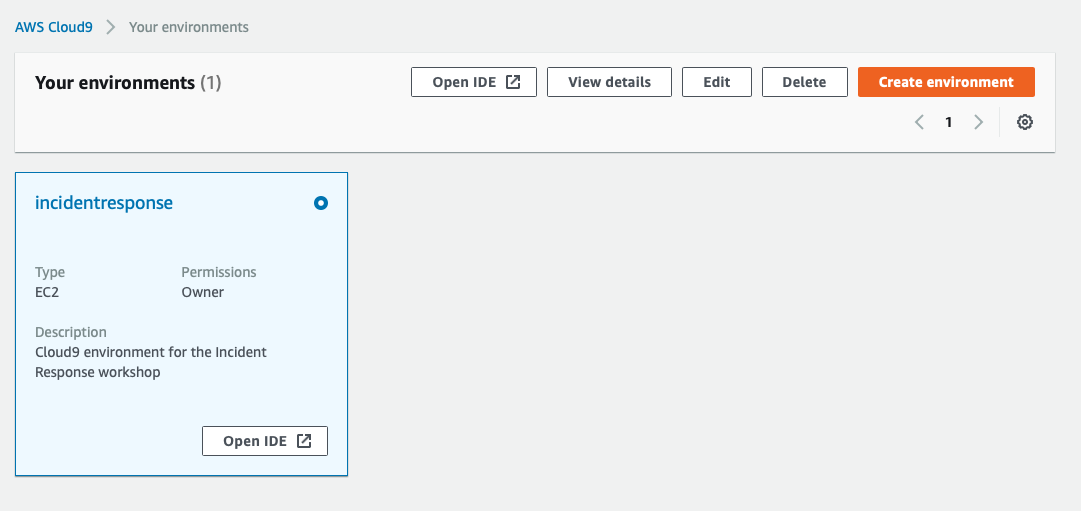 AWS Cloud9 > Your environments
Your environments (1)
Open IDE View details Edit Delete Create environment
1
incidentresponse
Type Permissions
EC2 Owner
Description
Cloud9 environment for the Incident
Response workshop
Open IDE